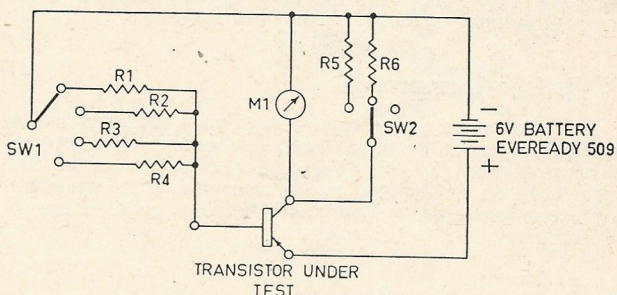 R1
R2
R3
R4
SW1
M1
R5
R6
SW2
−
6V BATTERY
EVEREADY 509
+
TRANSISTOR UNDER
TEST